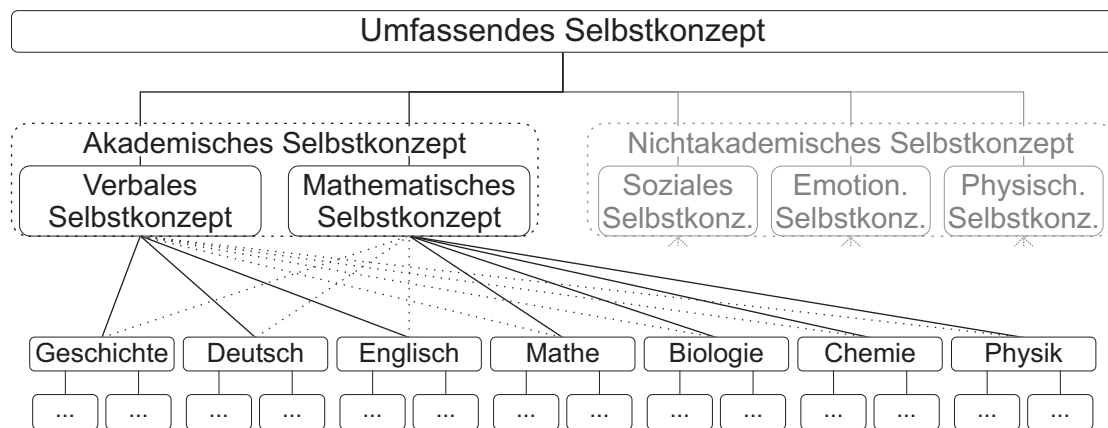 Umfassendes Selbstkonzept
Akademisches Selbstkonzept
Nichtakademisches Selbstkonzept
Verbales
Selbstkonzept
Mathematisches
Selbstkonzept
Soziales
Selbstkonz.
Emotion.
Selbstkonz.
Physisch.
Selbstkonz.
Geschichte
Deutsch
Englisch
Mathe
Biologie
Chemie
Physik
... ... ... ... ... ... ... ... ... ... ... ... ... ...